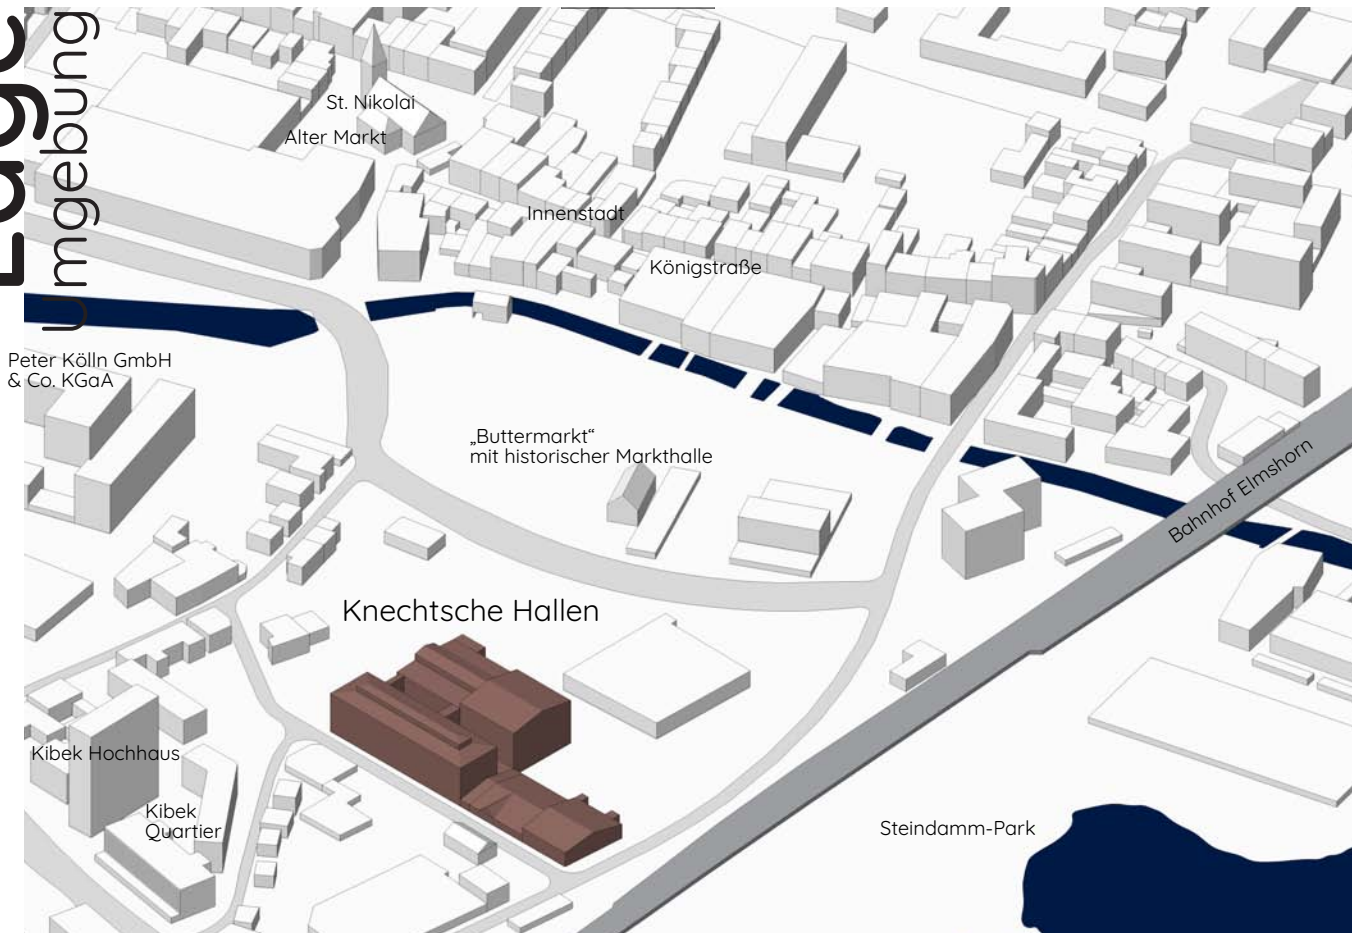 Lage
Umgebung
St. Nikolai
Alter Markt
Innenstadt
Königstraße
Peter Kölln GmbH
& Co. KGaA
„Buttermarkt“
mit historischer Markthalle
Bahnhof Elmshorn
Knechtsche Hallen
Kibek Hochhaus
Kibek
Quartier
Steindamm-Park